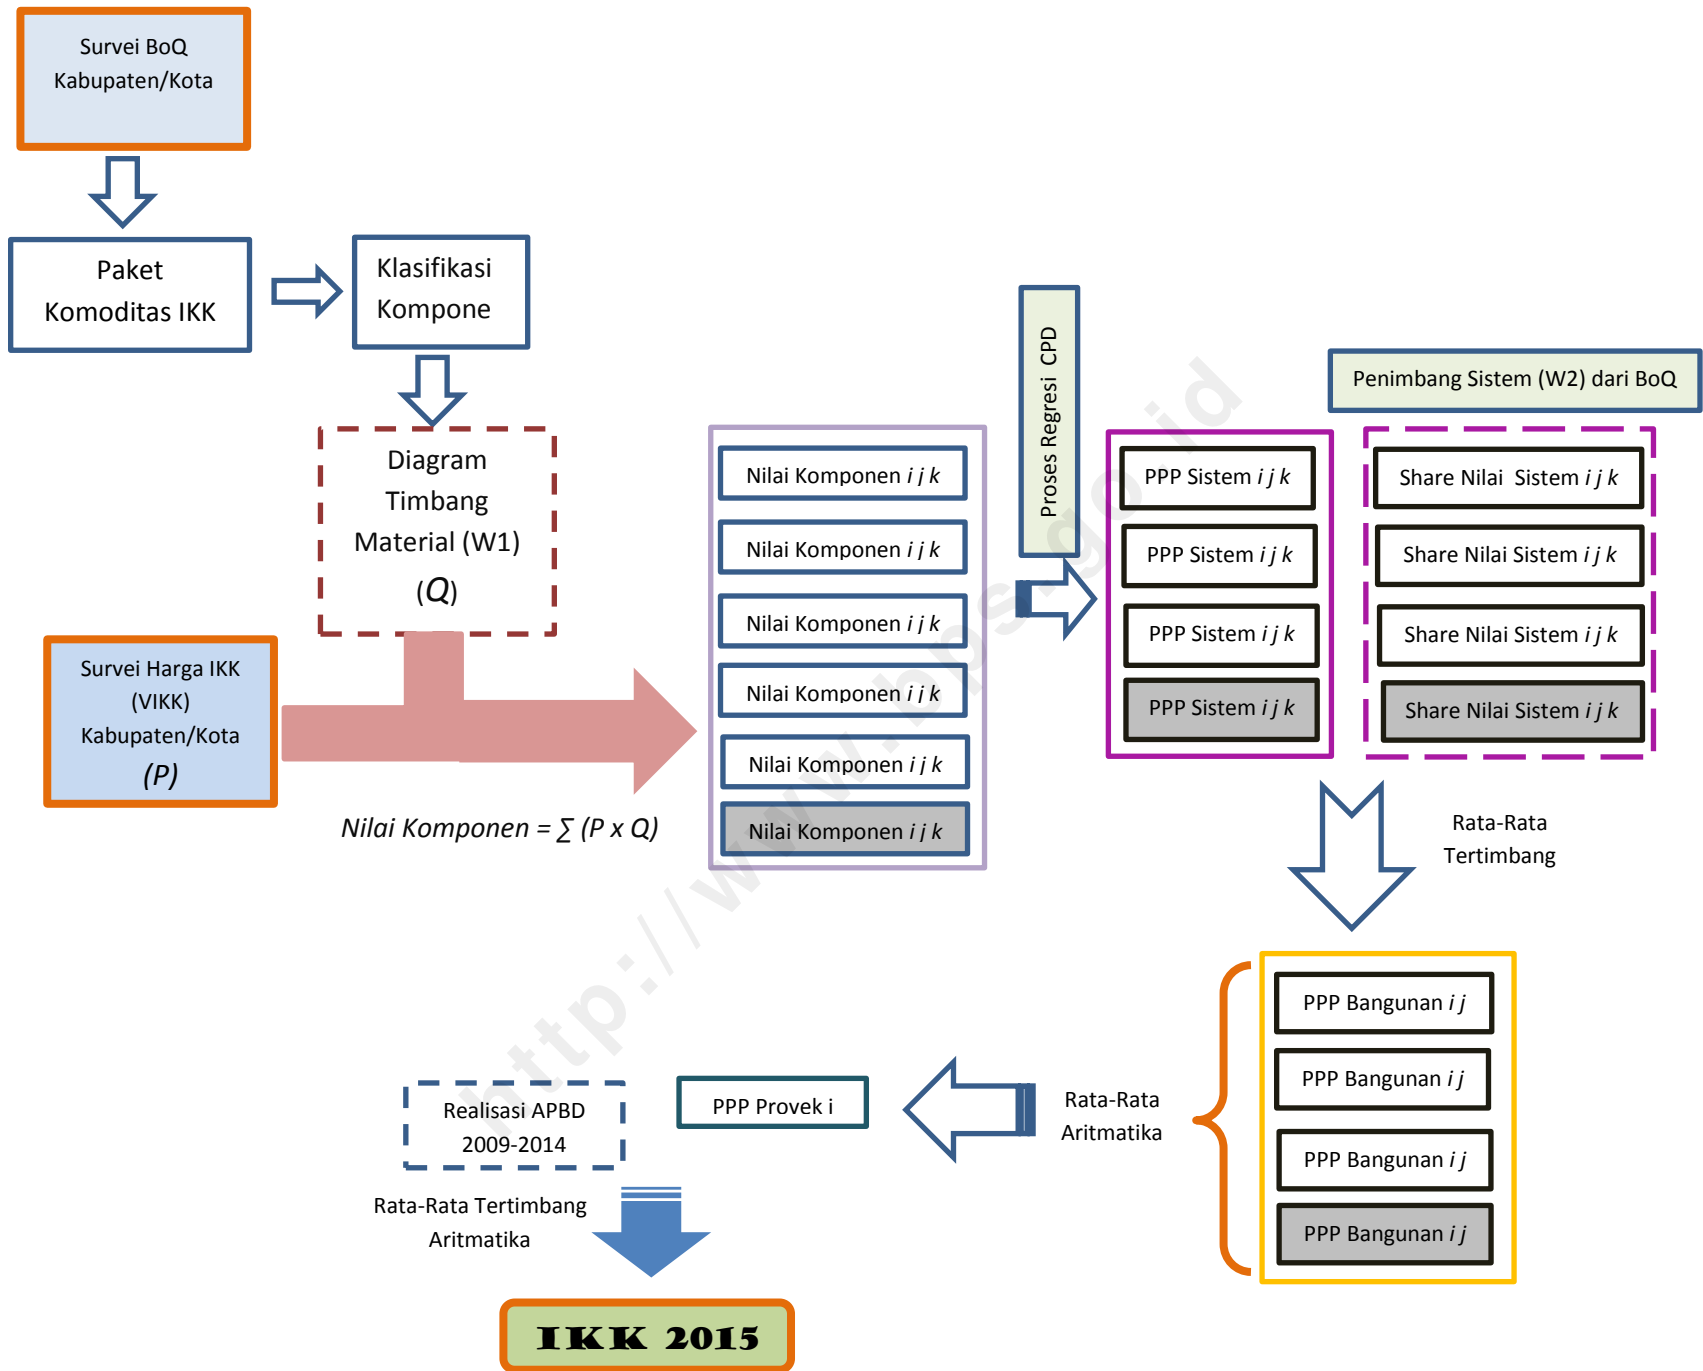 Survei BoQ
Kabupaten/Kota
Paket
Komoditas IKK
Klasifikasi
Kompone
Diagram
Timbang
Material (W1)
(Q)
Survei Harga IKK
(VIKK)
Kabupaten/Kota
(P)
Nilai Komponen = ∑ (P x Q)
Nilai Komponen i j k
Nilai Komponen i j k
Nilai Komponen i j k
Nilai Komponen i j k
Nilai Komponen i j k
Nilai Komponen i j k
Proses Regresi CPD
PPP Sistem i j k
PPP Sistem i j k
PPP Sistem i j k
PPP Sistem i j k
Penimbang Sistem (W2) dari BoQ
Share Nilai Sistem i j k
Share Nilai Sistem i j k
Share Nilai Sistem i j k
Share Nilai Sistem i j k
Rata-Rata
Tertimbang
PPP Bangunan i j
PPP Bangunan i j
PPP Bangunan i j
PPP Bangunan i j
Rata-Rata
Aritmatika
PPP Provek i
Realisasi APBD
2009-2014
Rata-Rata Tertimbang
Aritmatika
IKK 2015
http://www.bps.go.id